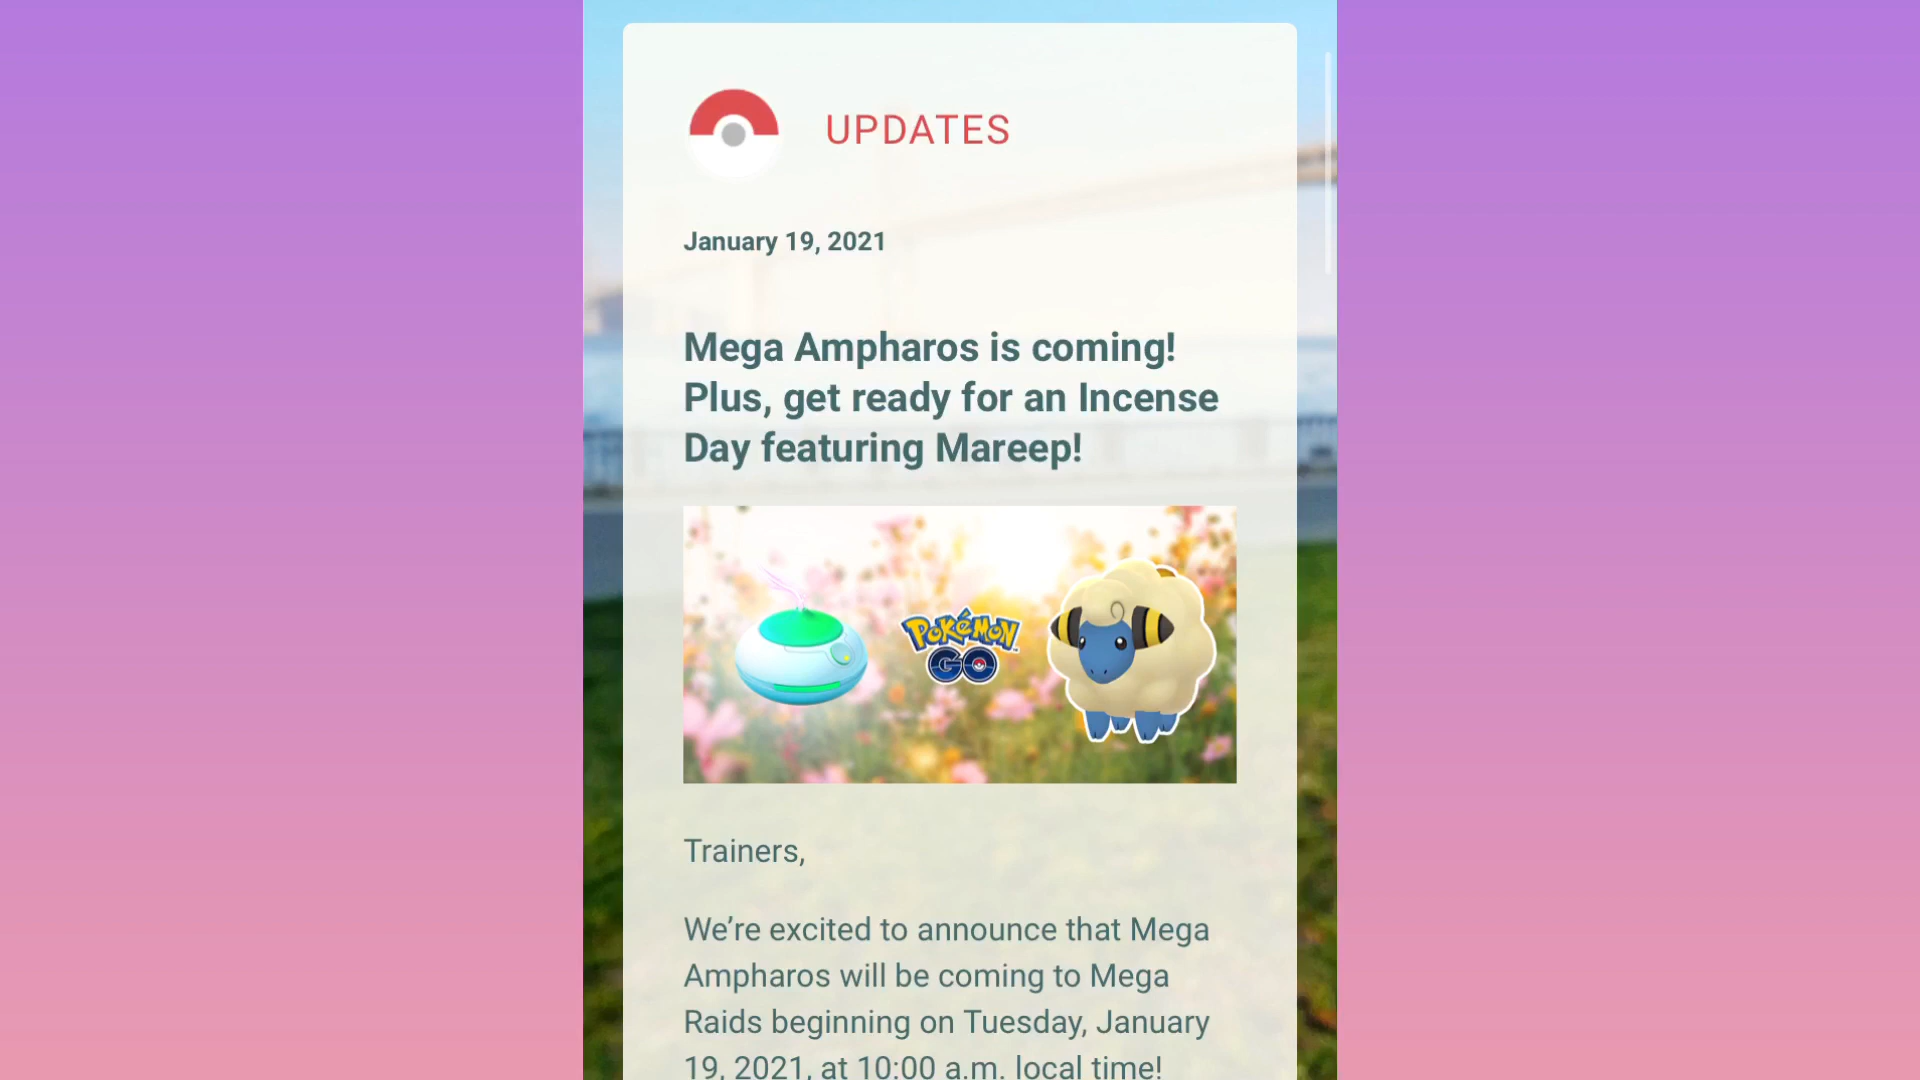 UPDATES
January 19, 2021
Mega Ampharos is coming!
Plus, get ready for an Incense
Day featuring Mareep!
POKéMON
GO
Trainers,
We’re excited to announce that Mega
Ampharos will be coming to Mega
Raids beginning on Tuesday, January
19, 2021, at 10:00 a.m. local time!